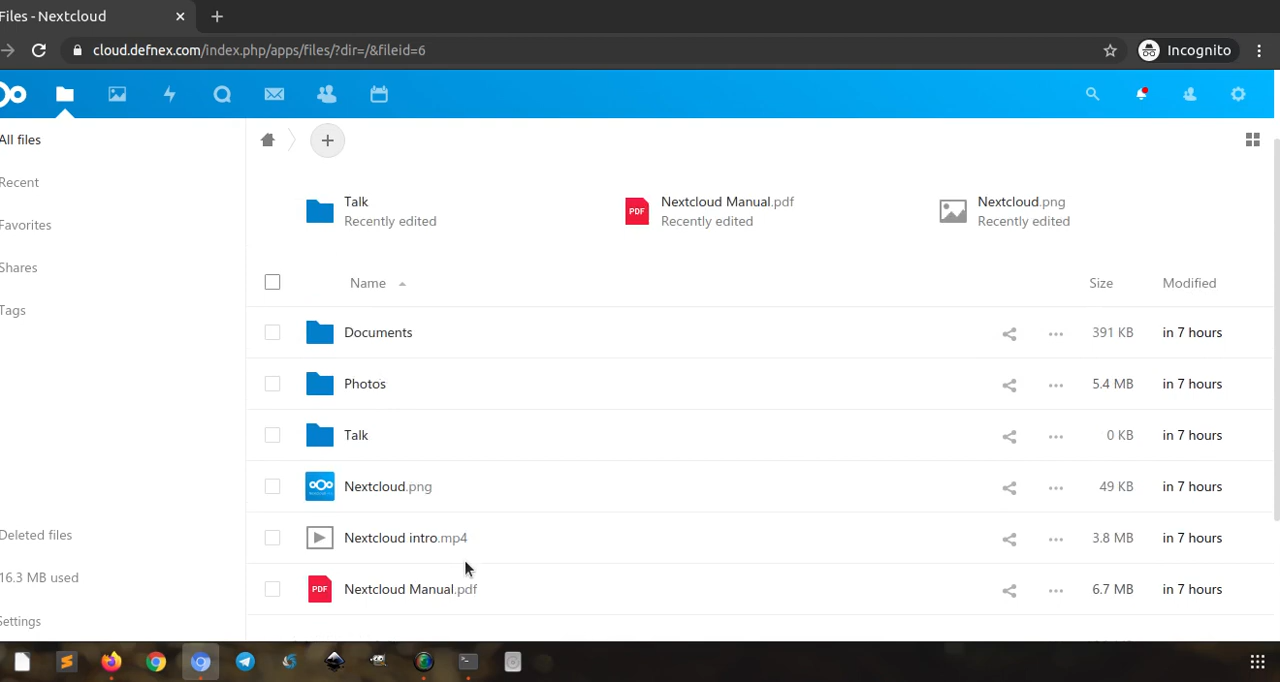 Files - Nextcloud
cloud.defnex.com/index.php/apps/files/?dir=/&fileid=6
Incognito
All files
Recent
Favorites
Shares
Tags
Deleted files
16.3 MB used
Settings
Talk
Recently edited
PDF
Nextcloud Manual.pdf
Recently edited
Nextcloud.png
Recently edited
Name
Size
Modified
Documents
391 KB
in 7 hours
Photos
5.4 MB
in 7 hours
Talk
0 KB
in 7 hours
Nextcloud.png
49 KB
in 7 hours
Nextcloud intro.mp4
3.8 MB
in 7 hours
PDF
Nextcloud Manual.pdf
6.7 MB
in 7 hours